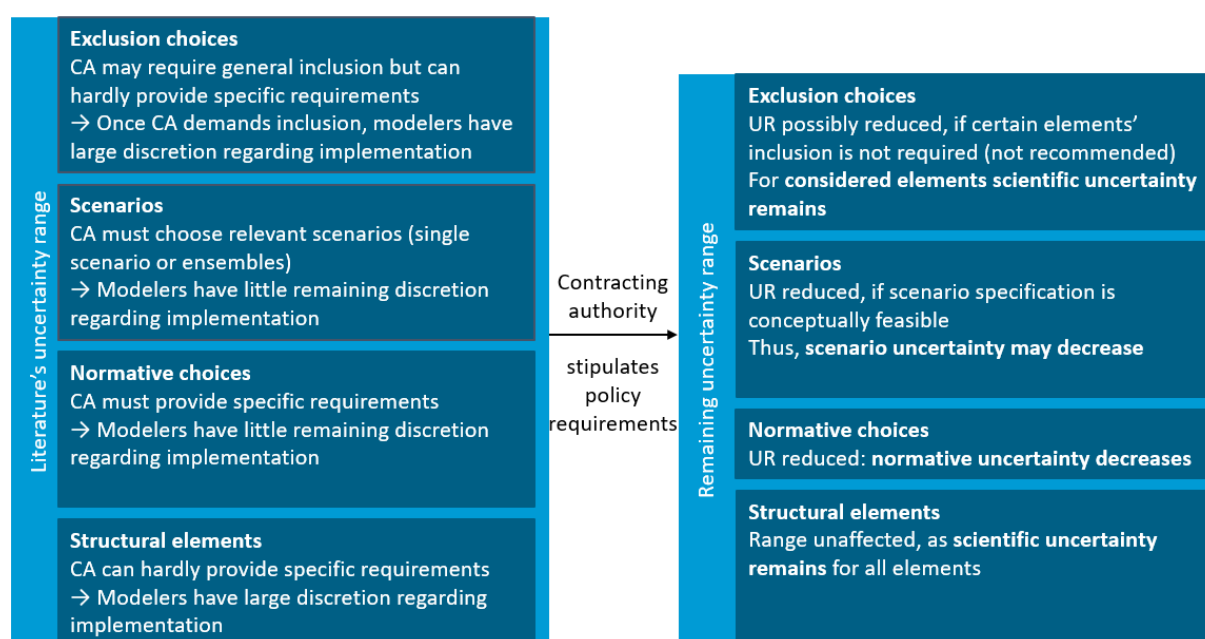 Literature’s uncertainty range
Exclusion choices
CA may require general inclusion but can
hardly provide specific requirements
→ Once CA demands inclusion, modelers have
large discretion regarding implementation
Scenarios
CA must choose relevant scenarios (single
scenario or ensembles)
→ Modelers have little remaining discretion
regarding implementation
Normative choices
CA must provide specific requirements
→ Modelers have little remaining discretion
regarding implementation
Structural elements
CA can hardly provide specific requirements
→ Modelers have large discretion regarding
implementation
Contracting
authority
stipulates
policy
requirements
Remaining uncertainty range
Exclusion choices
UR possibly reduced, if certain elements’
inclusion is not required (not recommended)
For considered elements scientific uncertainty
remains
Scenarios
UR reduced, if scenario specification is
conceptually feasible
Thus, scenario uncertainty may decrease
Normative choices
UR reduced: normative uncertainty decreases
Structural elements
Range unaffected, as scientific uncertainty
remains for all elements